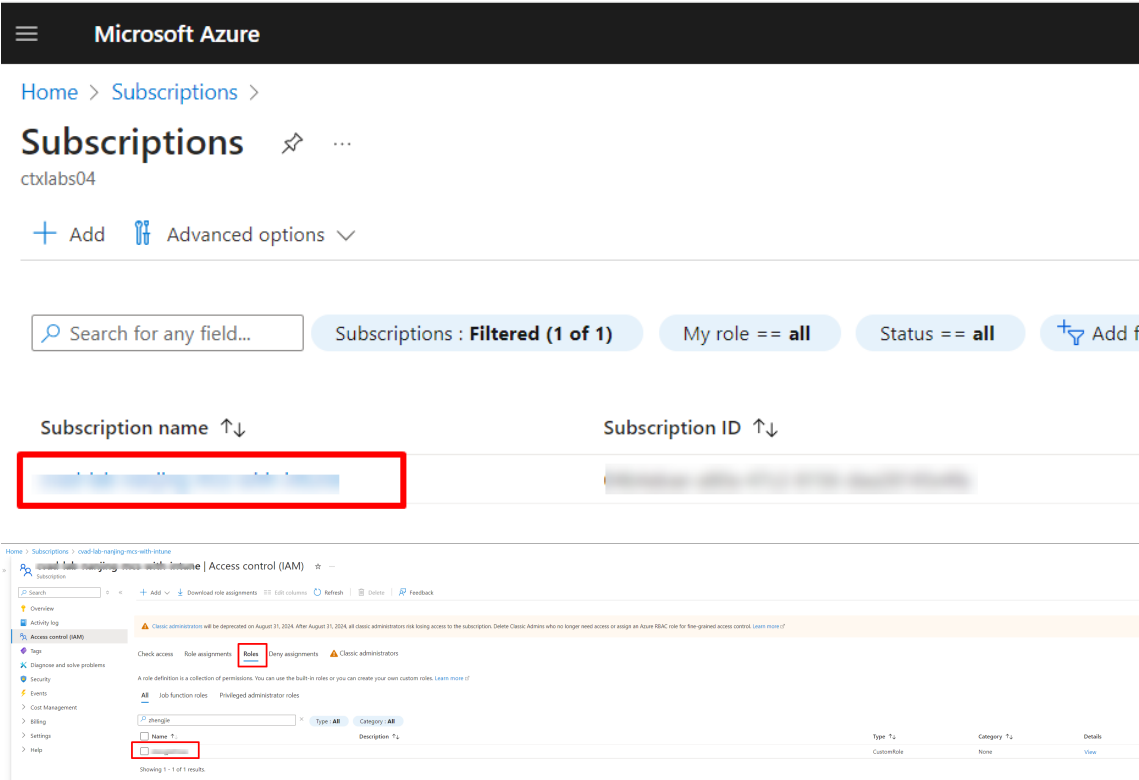 Microsoft Azure
Home > Subscriptions >
Subscriptions ...
ctxlabs04
+ Add Advanced options
Search for any field...
Subscriptions : Filtered (1 of 1)
My role == all
Status == all
Add f
Subscription name ↑↓
Subscription ID ↑↓
Home > Subscriptions > cvad-lab-nanjing-mcs-with-intune
| Access control (IAM) ☆ ...
Subscription
Search
+ Add Download role assignments Edit columns Refresh Delete Feedback
Overview
Activity log
Access control (IAM)
Tags
Diagnose and solve problems
Security
Events
> Cost Management
> Billing
> Settings
> Help
Classic administrators will be deprecated on August 31, 2024. After August 31, 2024, all classic administrators risk losing access to the subscription. Delete Classic Admins who no longer need access or assign an Azure RBAC role for fine-grained access control. Learn more
Check access Role assignments Roles Deny assignments Classic administrators
A role definition is a collection of permissions. You can use the built-in roles or you can create your own custom roles. Learn more
All Job function roles Privileged administrator roles
zhengjie × Type : All Category : All
Name ↑↓ Description ↑↓ Type ↑↓ Category ↑↓ Details
CustomRole None View
Showing 1 - 1 of 1 results.